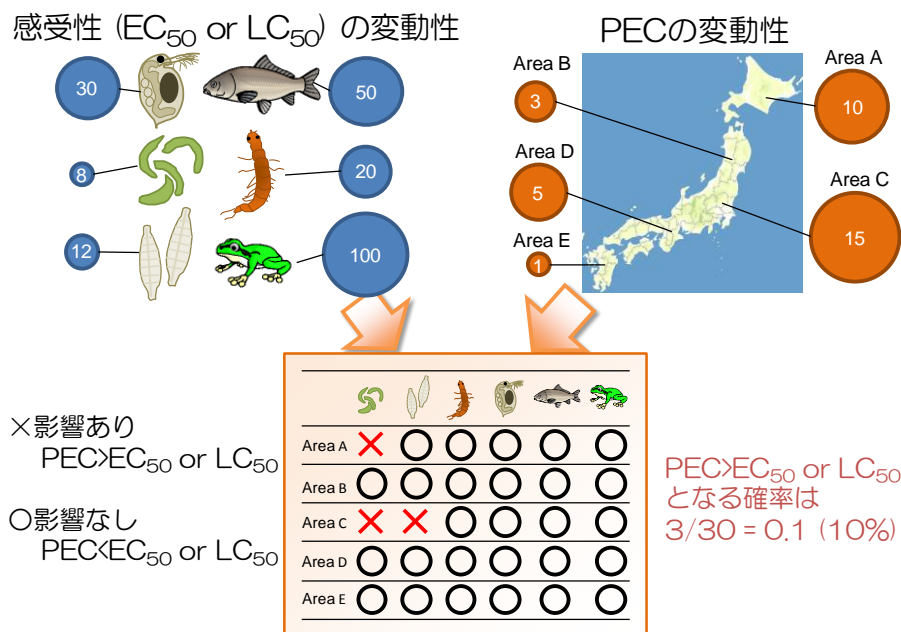 感受性 (EC50 or LC50) の変動性
30
50
8
20
12
100
PECの変動性
Area B
3
Area A
10
Area D
5
Area C
15
Area E
1
×影響あり
PEC>EC50 or LC50
○影響なし
PEC<EC50 or LC50
Area A × ○ ○ ○ ○ ○
Area B ○ ○ ○ ○ ○ ○
Area C × × ○ ○ ○ ○
Area D ○ ○ ○ ○ ○ ○
Area E ○ ○ ○ ○ ○ ○
PEC>EC50 or LC50
となる確率は
3/30 = 0.1 (10%)